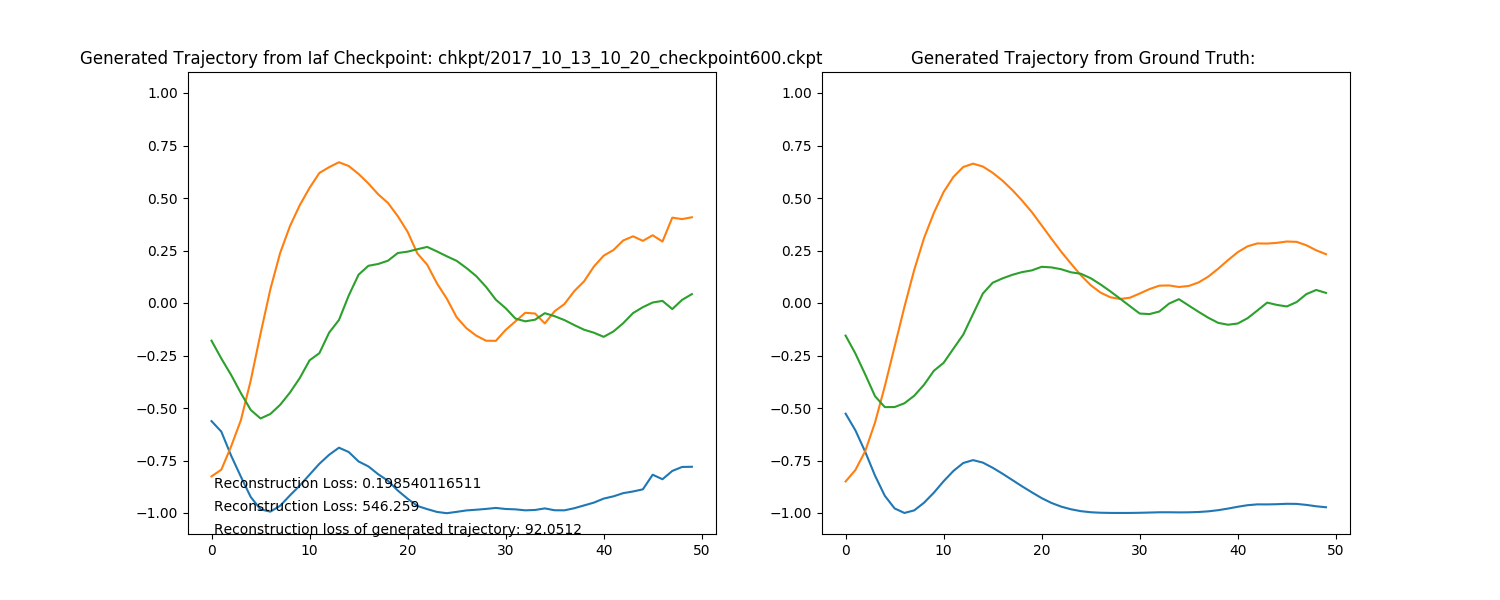 Generated Trajectory from Iaf Checkpoint: chkpt/2017_10_13_10_20_checkpoint600.ckpt
1.00
0.75
0.50
0.25
0.00
−0.25
−0.50
−0.75
−1.00
Reconstruction Loss: 0.198540116511
Reconstruction Loss: 546.259
Reconstruction loss of generated trajectory: 92.0512
0 10 20 30 40 50
Generated Trajectory from Ground Truth:
1.00
0.75
0.50
0.25
0.00
−0.25
−0.50
−0.75
−1.00
0 10 20 30 40 50